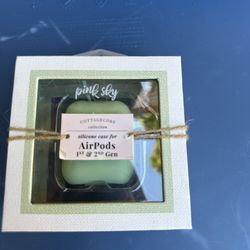 pink sky
COTTAGECORE
collection
silicone case for
AirPods
1ST & 2ND Gen